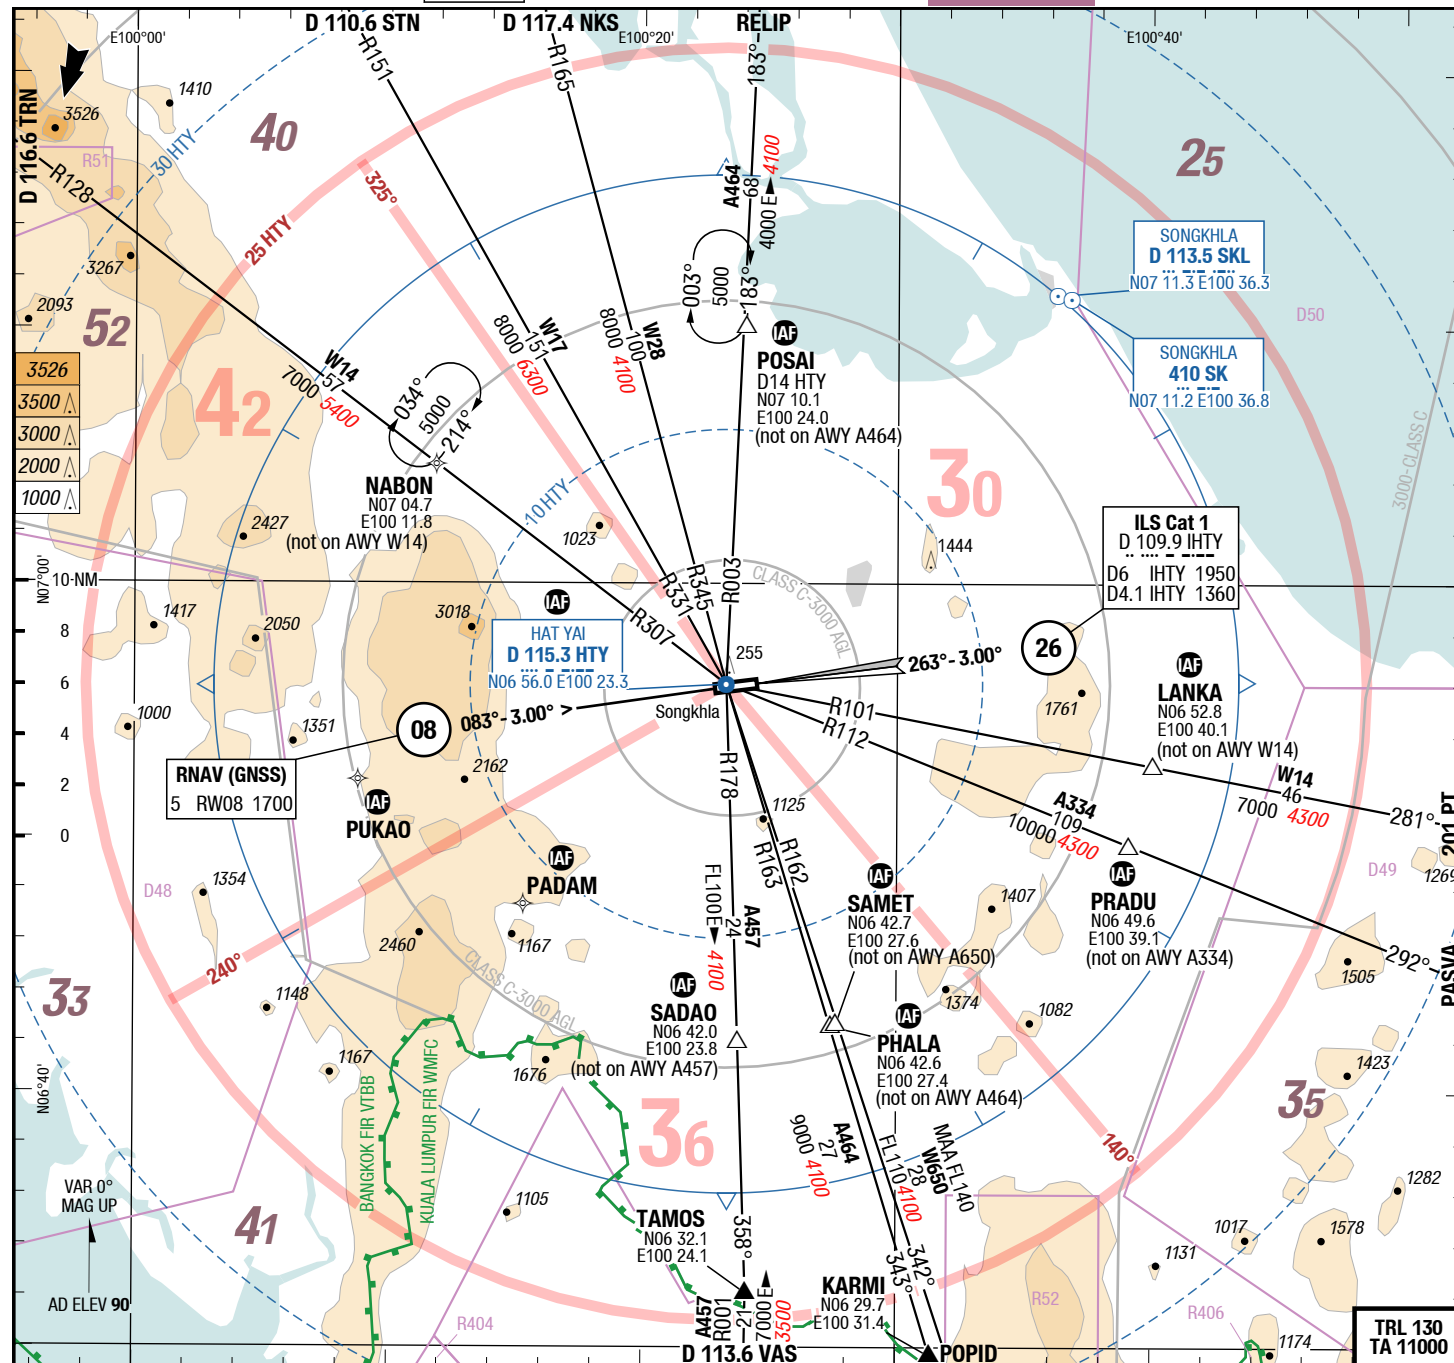 D 110.6 STN
D 117.4 NKS
RELIP
E100°00'
E100°20'
E100°40'
R151
R165
183°
3526
1410
40
25
D 116.6 TRN
R51
30 HTY
R128
325°
25 HTY
A464
68
4000 E
4100
SONGKHLA
D 113.5 SKL
N07 11.3 E100 36.3
3267
2093
52
003°
5000
183°
D50
W17
151
8000
6300
W28
100
8000
4100
IAF
POSAI
D14 HTY
N07 10.1
E100 24.0
(not on AWY A464)
SONGKHLA
410 SK
N07 11.2 E100 36.8
3526
3500
3000
2000
1000
42
W14
57
7000
5400
034°
5000
214°
3000-CLASS C
NABON
N07 04.7
E100 11.8
(not on AWY W14)
10 HTY
30
2427
1023
1444
ILS Cat 1
D 109.9 IHTY
D6 IHTY 1950
D4.1 IHTY 1360
N07°00'
10-NM
8
6
4
2
0
R331
R345
R003
CLASS C-3000 AGL
1417
2050
3018
IAF
R307
HAT YAI
D 115.3 HTY
N06 56.0 E100 23.3
255
263°-3.00°
26
IAF
LANKA
N06 52.8
E100 40.1
(not on AWY W14)
1761
1000
1351
08
083°-3.00° >
Songkhla
R101
R112
RNAV (GNSS)
5 RW08 1700
2162
R178
IAF
PUKAO
1125
W14
46
7000
4300
281°
201 PT
A334
109
10000
4300
R163
R162
IAF
PADAM
D48
1354
IAF
SAMET
N06 42.7
E100 27.6
(not on AWY A650)
1407
IAF
PRADU
N06 49.6
E100 39.1
(not on AWY A334)
D49
1269
FL100E
A457
24
4100
2460
1167
240°
CLASS C-3000 AGL
292°
PASVA
1505
33
1148
IAF
SADAO
N06 42.0
E100 23.8
(not on AWY A457)
1374
1082
IAF
PHALA
N06 42.6
E100 27.4
(not on AWY A464)
N06°40'
1167
1676
1423
BANGKOK FIR VTBB
KUALA LUMPUR FIR WMFC
36
35
A464
27
9000
4100
MAA FL140
W650
28
FL110
4100
140°
VAR 0°
MAG UP
41
1105
1282
TAMOS
N06 32.1
E100 24.1
358°
1017
1578
1131
343°
342°
KARMI
N06 29.7
E100 31.4
AD ELEV 90
R404
A457
R001
21
7000 E
3500
R52
R406
D 113.6 VAS
POPID
1174
TRL 130
TA 11000